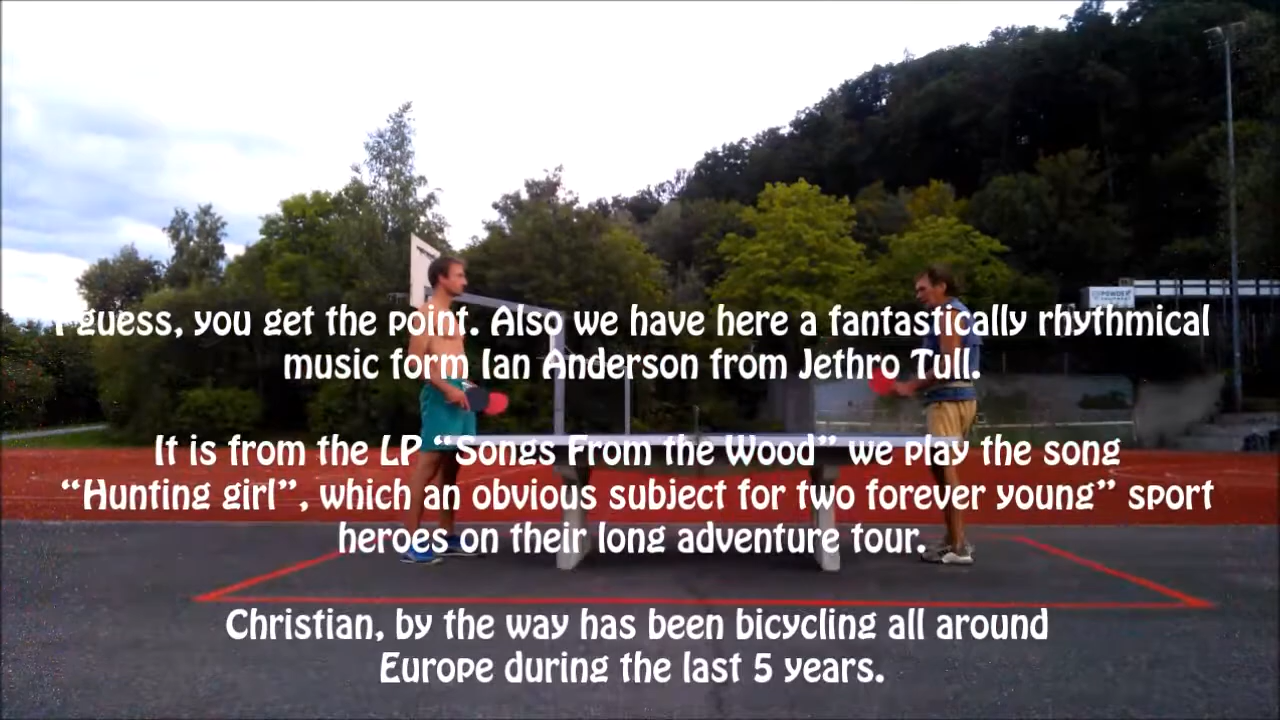 I guess, you get the point. Also we have here a fantastically rhythmical
music form Ian Anderson from Jethro Tull.
It is from the LP “Songs From the Wood” we play the song
“Hunting girl”, which an obvious subject for two forever young” sport
heroes on their long adventure tour.
Christian, by the way has been bicycling all around
Europe during the last 5 years.
POWDER